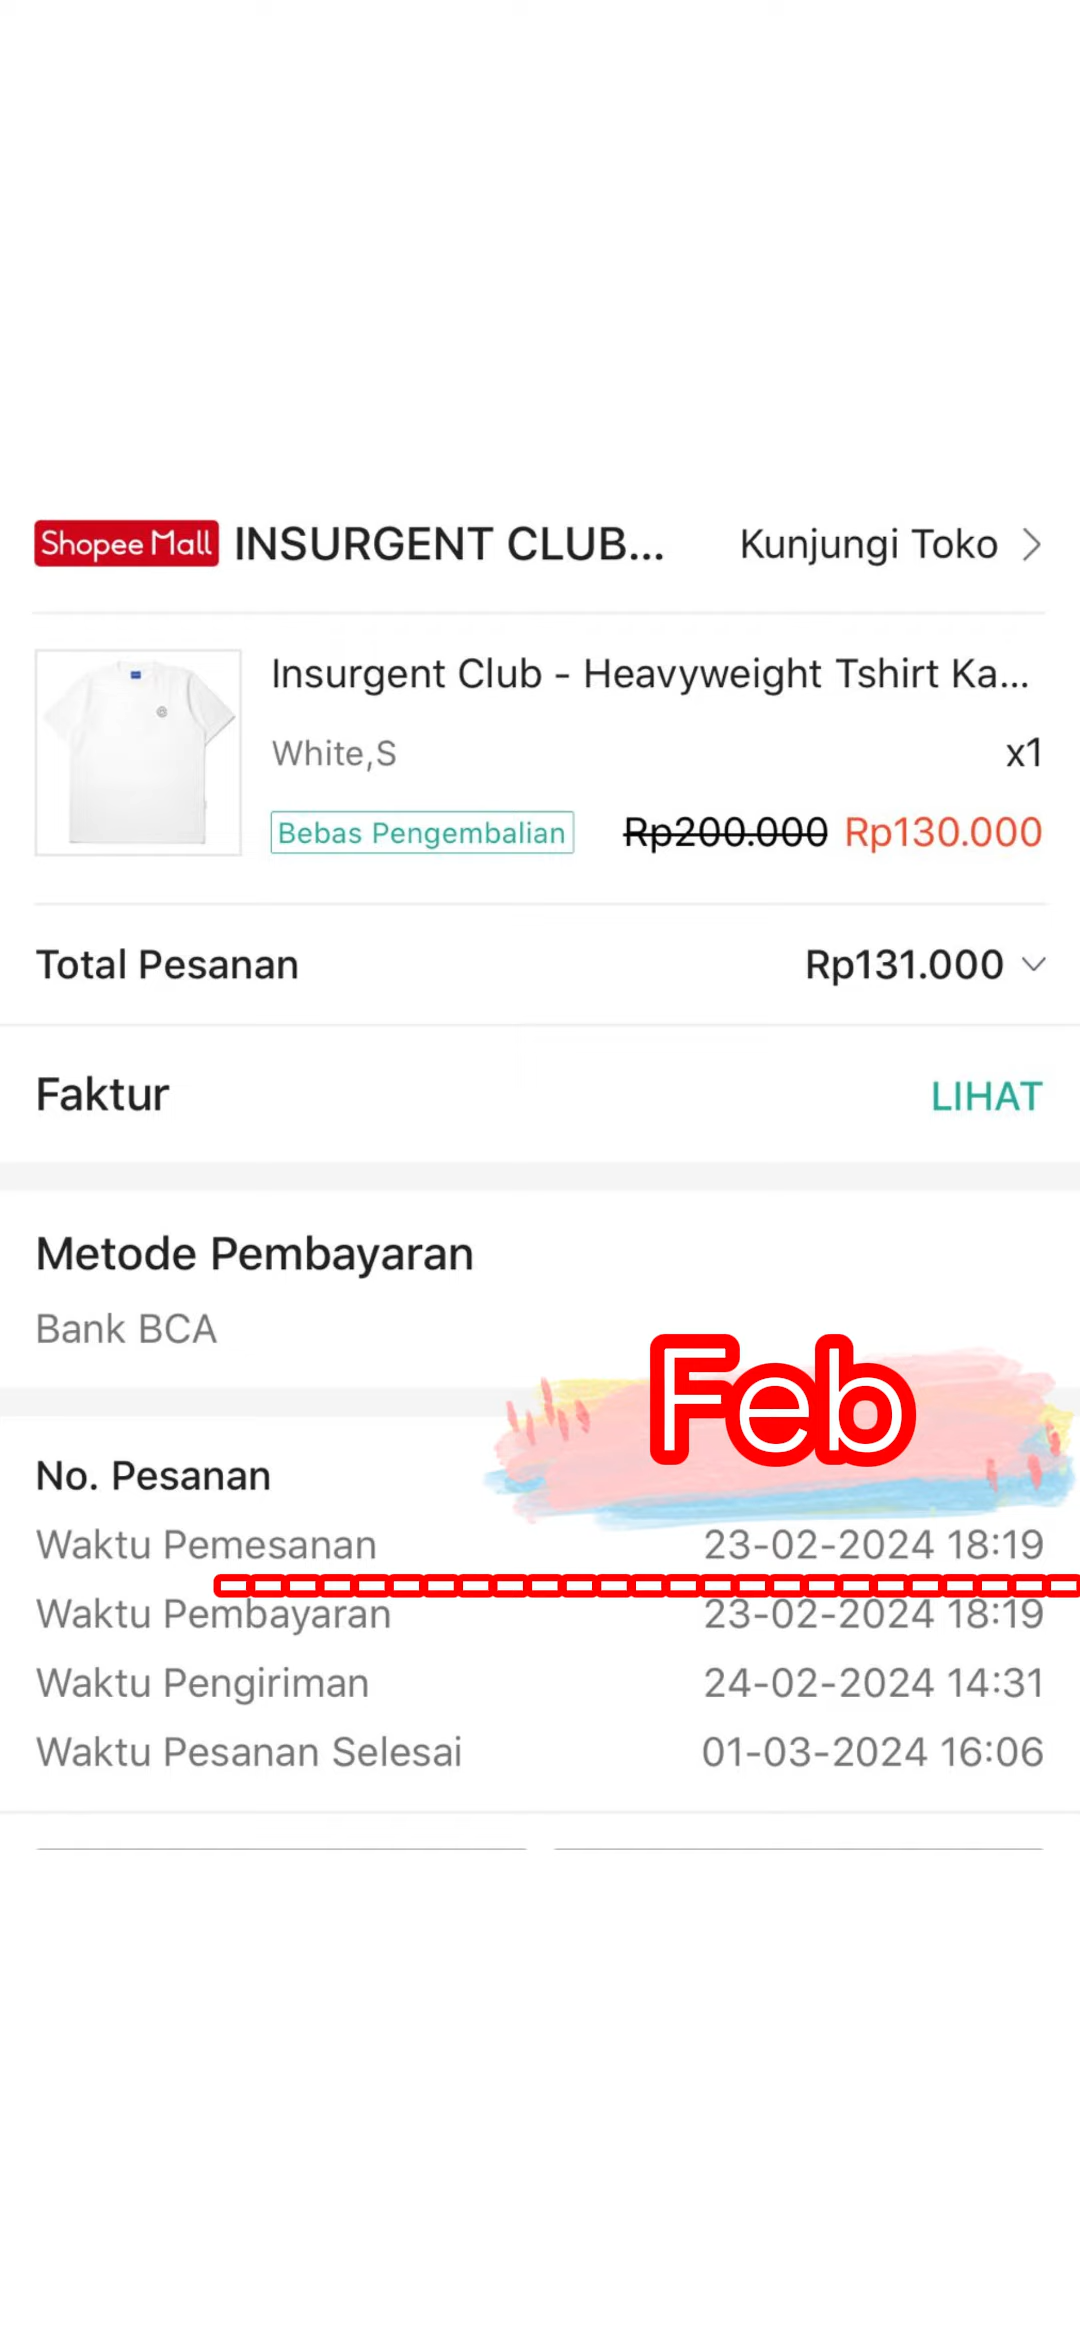 Shopee Mall INSURGENT CLUB... Kunjungi Toko
Insurgent Club - Heavyweight Tshirt Ka...
White,S x1
Bebas Pengembalian Rp200.000 Rp130.000
Total Pesanan Rp131.000
Faktur LIHAT
Metode Pembayaran
Bank BCA
Feb
No. Pesanan
Waktu Pemesanan 23-02-2024 18:19
Waktu Pembayaran 23-02-2024 18:19
Waktu Pengiriman 24-02-2024 14:31
Waktu Pesanan Selesai 01-03-2024 16:06